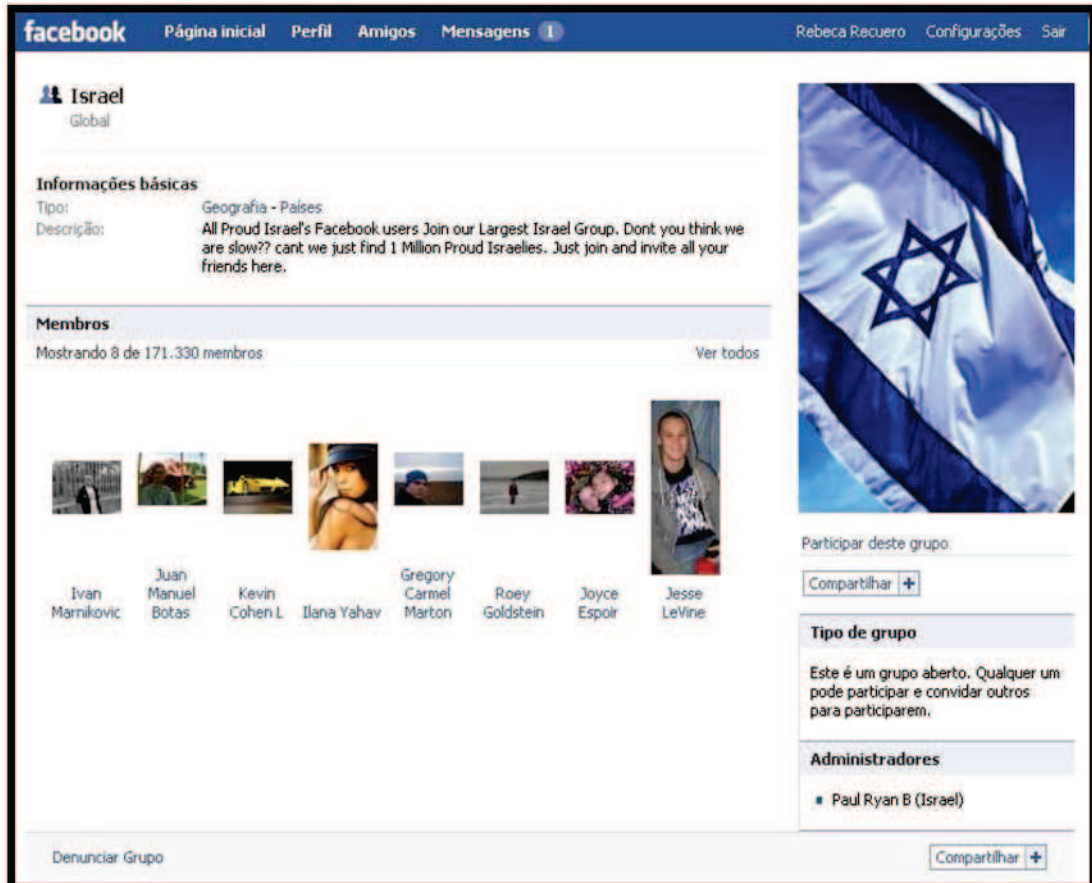 facebook Página inicial Perfil Amigos Mensagens 1 Rebeca Recuero Configurações Sair
Israel
Global
Informações básicas
Tipo: Geografia - Países
Descrição: All Proud Israel's Facebook users Join our Largest Israel Group. Dont you think we
are slow?? cant we just find 1 Million Proud Israelies. Just join and invite all your
friends here.
Membros
Mostrando 8 de 171.330 membros Ver todos
Ivan
Marnikovic
Juan
Manuel
Botas
Kevin
Cohen L
Ilana Yahav
Gregory
Carmel
Marton
Roey
Goldstein
Joyce
Espoir
Jesse
LeVine
Participar deste grupo
Compartilhar +
Tipo de grupo
Este é um grupo aberto. Qualquer um
pode participar e convidar outros
para participarem.
Administradores
Paul Ryan B (Israel)
Denunciar Grupo Compartilhar +